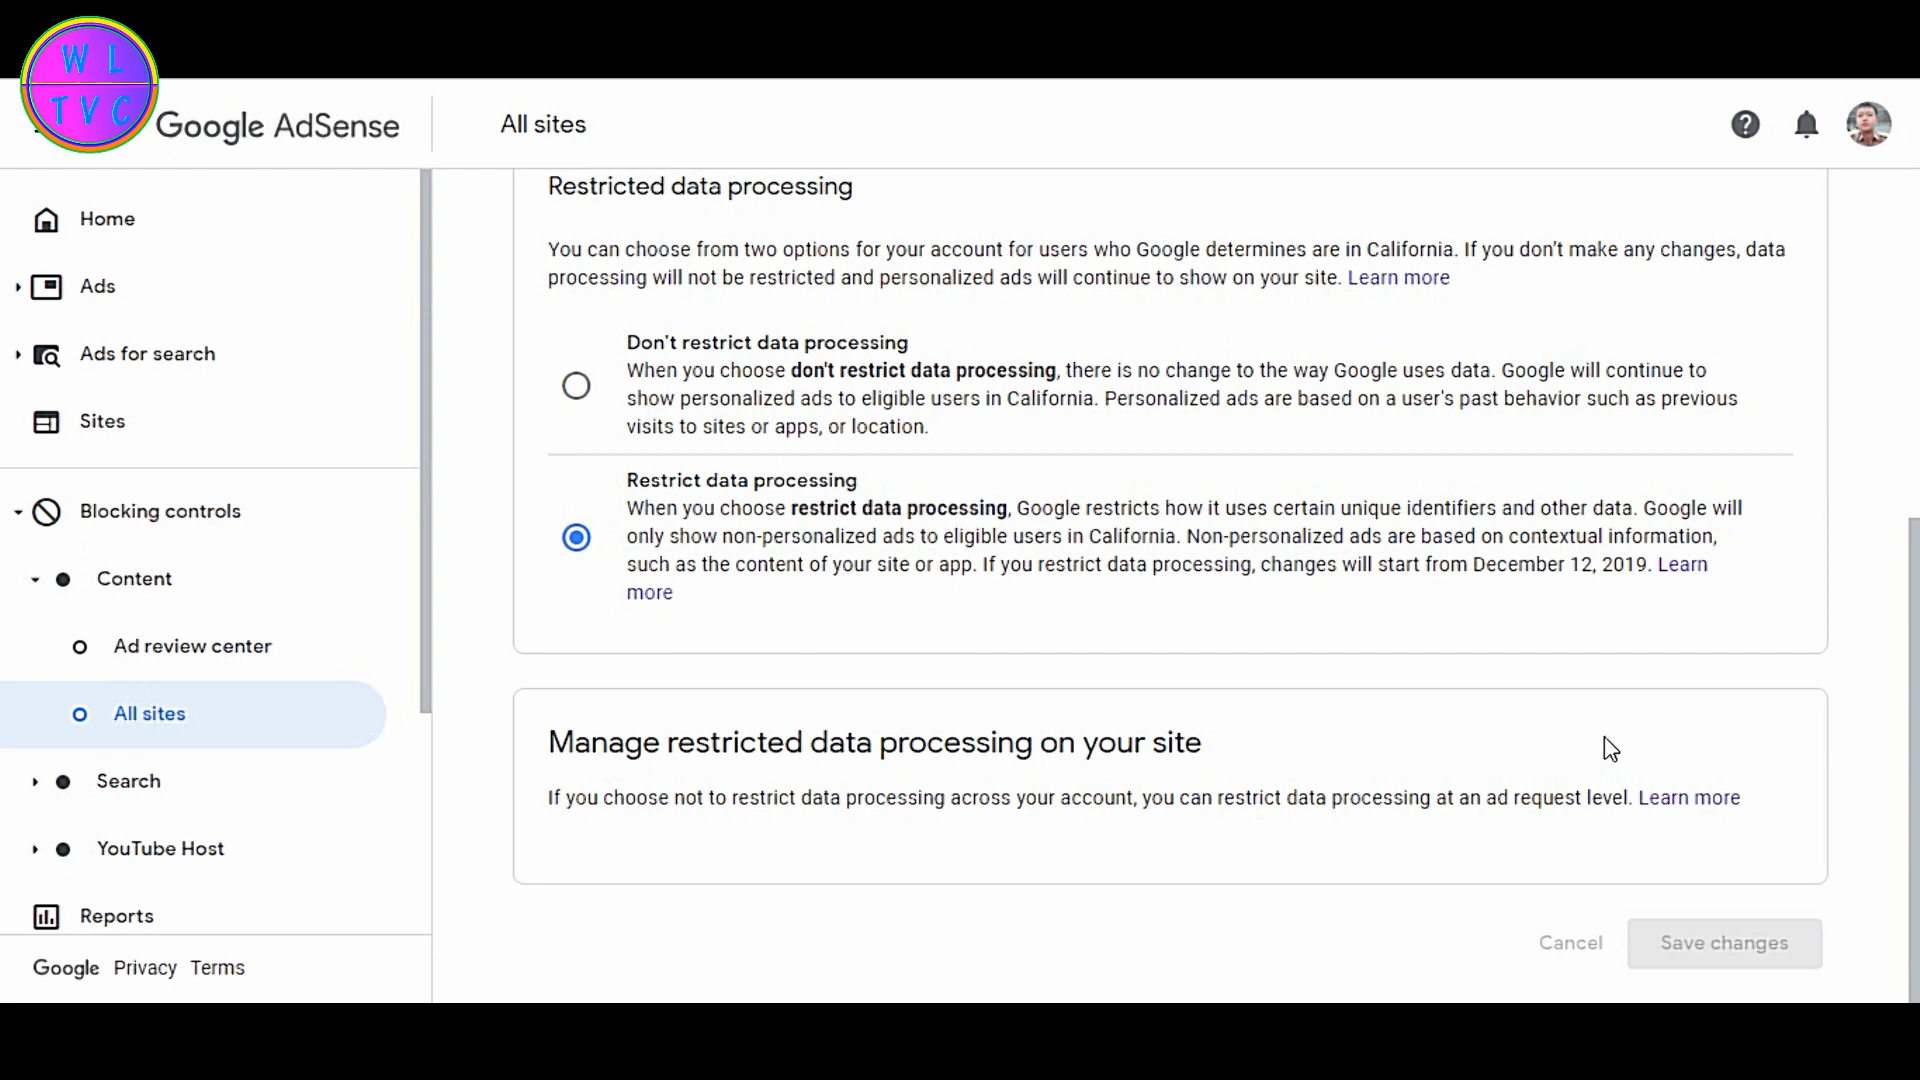 W L
T V C
Google AdSense
All sites
Home
Ads
Ads for search
Sites
Blocking controls
Content
Ad review center
All sites
Search
YouTube Host
Reports
Google Privacy Terms
Restricted data processing
You can choose from two options for your account for users who Google determines are in California. If you don't make any changes, data
processing will not be restricted and personalized ads will continue to show on your site. Learn more
Don't restrict data processing
When you choose don't restrict data processing, there is no change to the way Google uses data. Google will continue to
show personalized ads to eligible users in California. Personalized ads are based on a user's past behavior such as previous
visits to sites or apps, or location.
Restrict data processing
When you choose restrict data processing, Google restricts how it uses certain unique identifiers and other data. Google will
only show non-personalized ads to eligible users in California. Non-personalized ads are based on contextual information,
such as the content of your site or app. If you restrict data processing, changes will start from December 12, 2019. Learn
more
Manage restricted data processing on your site
If you choose not to restrict data processing across your account, you can restrict data processing at an ad request level. Learn more
Cancel
Save changes